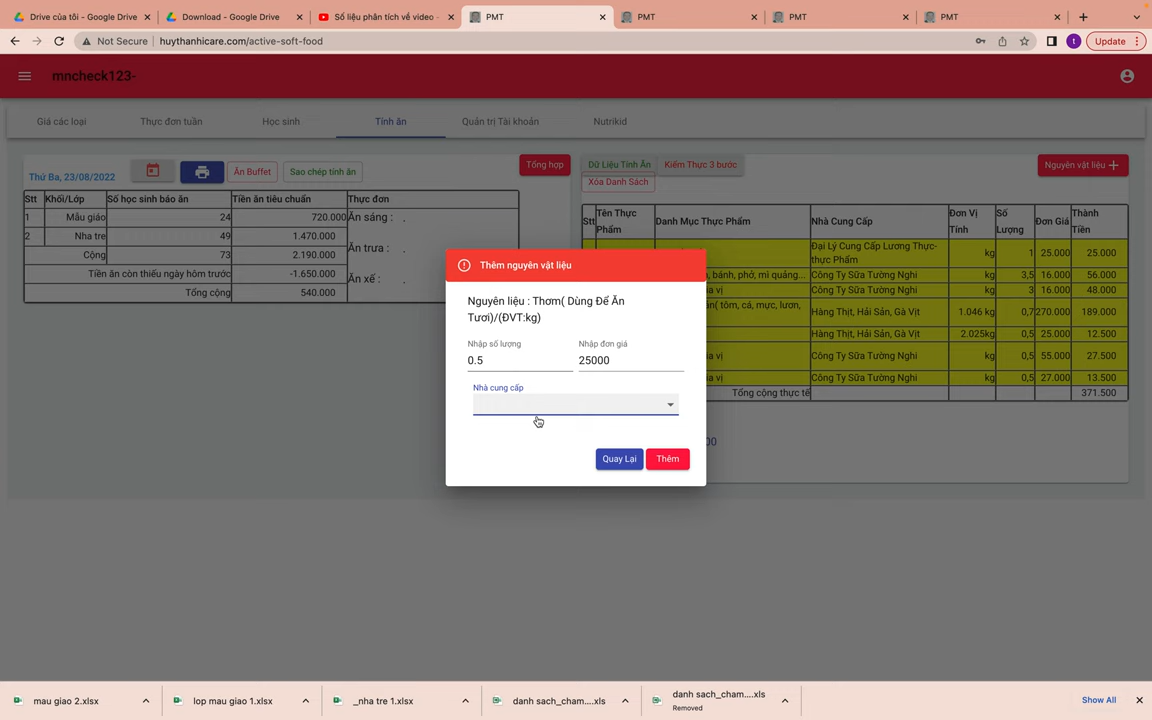 Drive của tôi - Google Drive
Download - Google Drive
Số liệu phân tích về video -
PMT
PMT
PMT
PMT
Not Secure
huythanhicare.com/active-soft-food
t
Update
mncheck123-
Giá các loại
Thực đơn tuần
Học sinh
Tính ăn
Quản trị Tài khoản
Nutrikid
Thứ Ba, 23/08/2022
Ăn Buffet
Sao chép tính ăn
Tổng hợp
Stt Khối/Lớp Số học sinh báo ăn Tiền ăn tiêu chuẩn Thực đơn
1 Mẫu giáo 24 720.000 Ăn sáng : .
2 Nha tre 49 1.470.000
Cộng 73 2.190.000 Ăn trưa : .
Tiền ăn còn thiếu ngày hôm trước -1.650.000 Ăn xế : .
Tổng cộng 540.000
Dữ Liệu Tính Ăn
Kiểm Thực 3 bước
Nguyên vật liệu
Xóa Danh Sách
Stt Tên Thực Phẩm Danh Mục Thực Phẩm Nhà Cung Cấp Đơn Vị Tính Số Lượng Đơn Giá Thành Tiền
Đại Lý Cung Cấp Lương Thực-
thực Phẩm kg 1 25.000 25.000
, bánh, phở, mì quảng... Công Ty Sữa Tường Nghi kg 3,5 16.000 56.000
a vị Công Ty Sữa Tường Nghi kg 3 16.000 48.000
ản( tôm, cá, mực, lươn, Hàng Thịt, Hải Sản, Gà Vịt 1.046 kg 0,7 270.000 189.000
Hàng Thịt, Hải Sản, Gà Vịt 2.025kg 0,5 25.000 12.500
a vị Công Ty Sữa Tường Nghi kg 0,5 55.000 27.500
a vị Công Ty Sữa Tường Nghi kg 0,5 27.000 13.500
Tổng cộng thực tế 371.500
00
Thêm nguyên vật liệu
Nguyên liệu : Thơm( Dùng Để Ăn
Tươi)/(ĐVT:kg)
Nhập số lượng
Nhập đơn giá
0.5
25000
Nhà cung cấp
Quay Lại
Thêm
mau giao 2.xlsx
lop mau giao 1.xlsx
_nha tre 1.xlsx
danh sach_cham....xls
danh sach_cham....xls
Removed
Show All